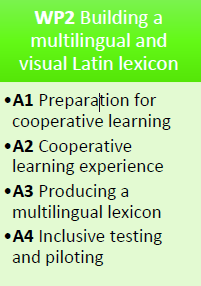 WP2 Building a
multilingual and
visual Latin lexicon
•A1 Preparation for
cooperative learning
•A2 Cooperative
learning experience
•A3 Producing a
multilingual lexicon
•A4 Inclusive testing
and piloting